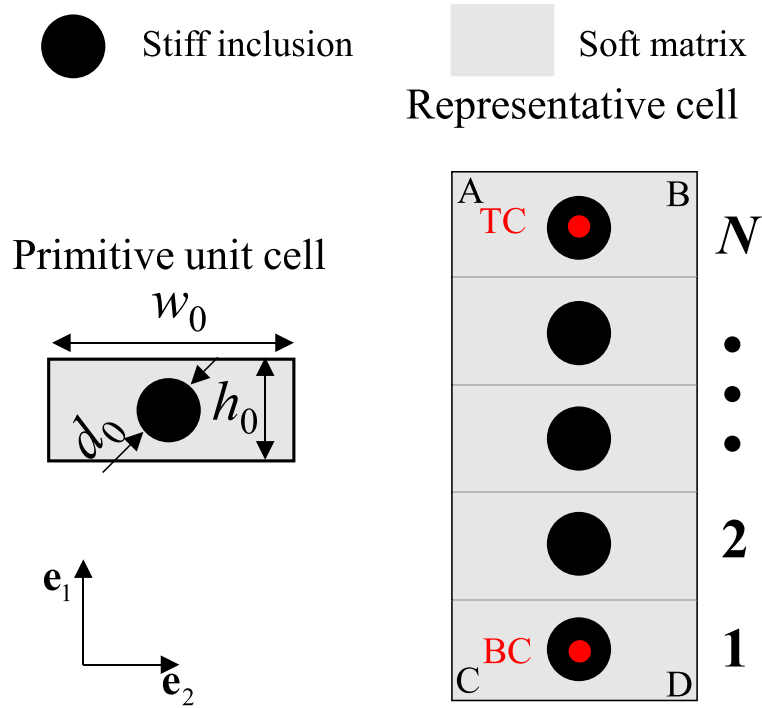 Stiff inclusion
Soft matrix
Representative cell
A
B
TC
N
Primitive unit cell
w₀
h₀
d₀
2
e₁
BC
1
C
D
e₂